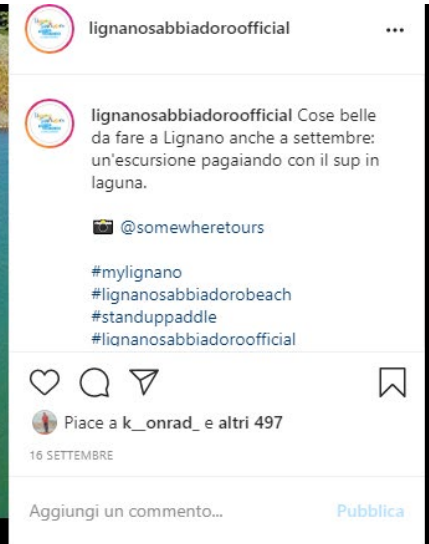 lignanosabbiadoroofficial
lignanosabbiadoroofficial Cose belle
da fare a Lignano anche a settembre:
un'escursione pagaiando con il sup in
laguna.
@somewheretours
#mylignano
#lignanosabbiadorobeach
#standuppaddle
#lignanosabbiadoroofficial
Piace a k__onrad_ e altri 497
16 SETTEMBRE
Aggiungi un commento... Pubblica